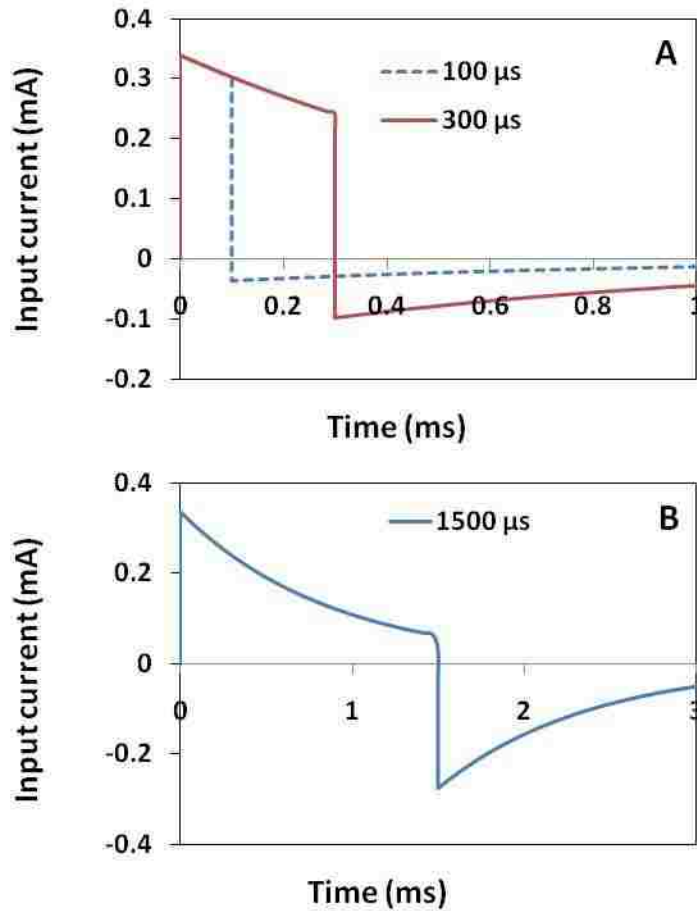 A
0.4
0.3
0.2
0.1
0
-0.1
-0.2
Input current (mA)
100 µs
300 µs
0 0.2 0.4 0.6 0.8 1
Time (ms)
B
0.4
0.2
0
-0.2
-0.4
Input current (mA)
1500 µs
0 1 2 3
Time (ms)